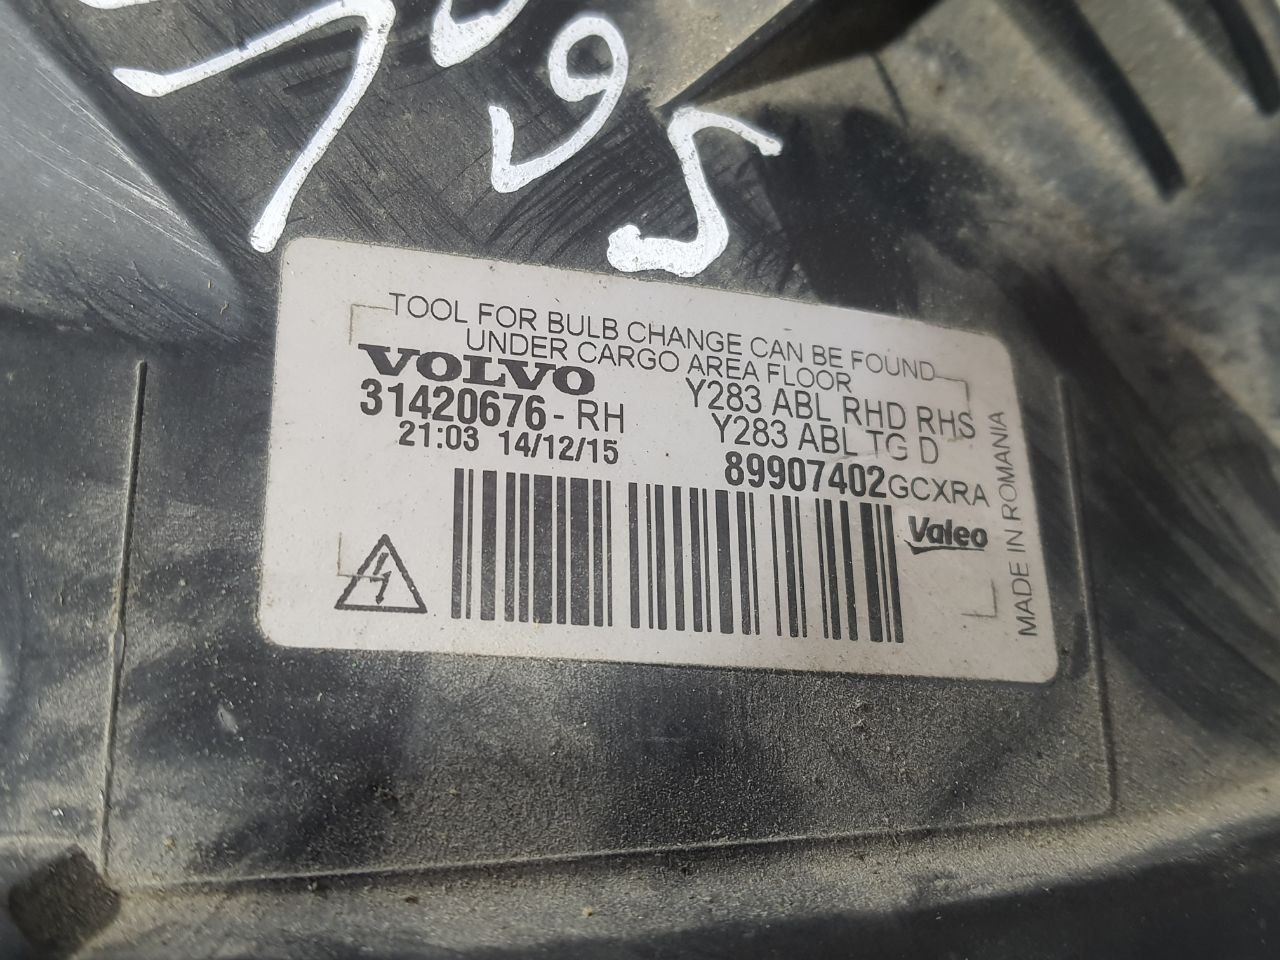 TOOL FOR BULB CHANGE CAN BE FOUND
UNDER CARGO AREA FLOOR
VOLVO
31420676-RH
21:03 14/12/15
Y283 ABL RHD RHS
Y283 ABL TG D
89907402GCXRA
Valeo
MADE IN ROMANIA